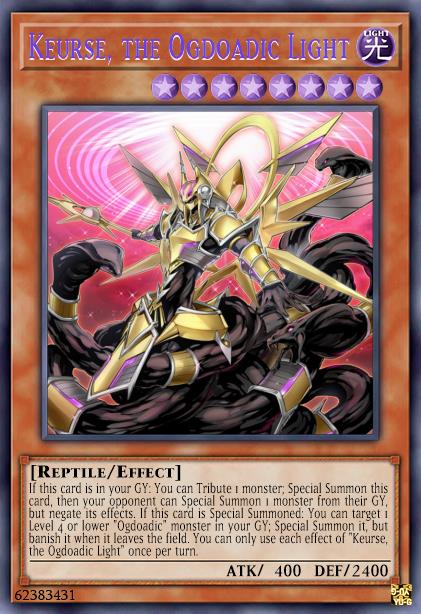 KEURSE, THE OGDOADIC LIGHT
LIGHT
光
[REPTILE/EFFECT]
If this card is in your GY: You can Tribute 1 monster; Special Summon this
card, then your opponent can Special Summon 1 monster from their GY,
but negate its effects. If this card is Special Summoned: You can target 1
Level 4 or lower "Ogdoadic" monster in your GY; Special Summon it, but
banish it when it leaves the field. You can only use each effect of "Keurse,
the Ogdoadic Light" once per turn.
ATK/ 400 DEF/2400
62383431